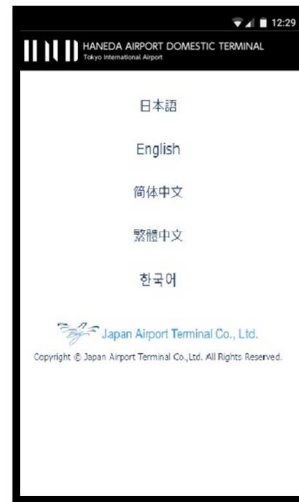 12:29
HANEDA AIRPORT DOMESTIC TERMINAL
Tokyo International Airport
日本語
English
简体中文
繁體中文
한국어
Japan Airport Terminal Co., Ltd.
Copyright © Japan Airport Terminal Co.,Ltd. All Rights Reserved.